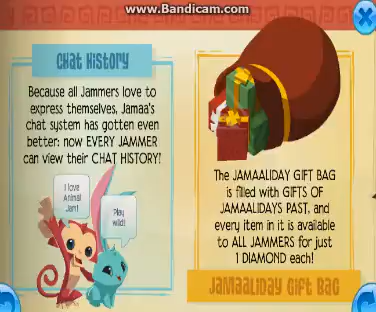 www.Bandicam.com
Chat History
Because all Jammers love to
express themselves, Jamaa's
chat system has gotten even
better: now EVERY JAMMER
can view their CHAT HISTORY!
I love
Animal
Jam!
Play
wild!
The JAMAALIDAY GIFT BAG
is filled with GIFTS OF
JAMAALIDAYS PAST, and
every item in it is available
to ALL JAMMERS for just
1 DIAMOND each!
Jamaaliday Gift Bag